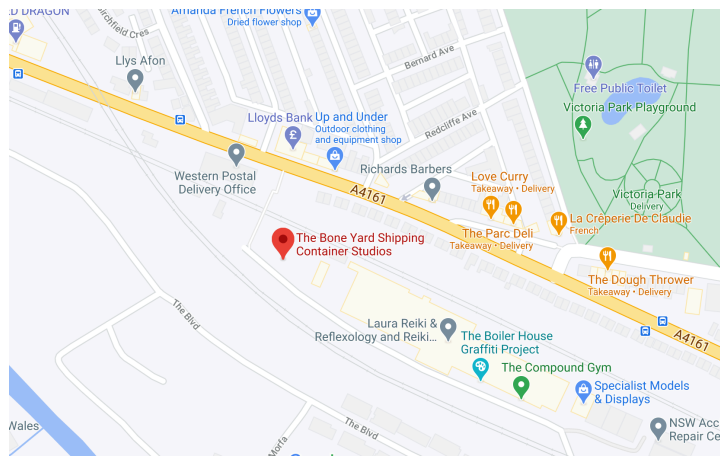 D DRAGON
Birchfield Cres
Amanda French Flowers
Dried flower shop
Llys Afon
Bernard Ave
Free Public Toilet
Victoria Park Playground
Lloyds Bank
Up and Under
Outdoor clothing
and equipment shop
Redcliffe Ave
Western Postal
Delivery Office
Richards Barbers
A4161
Love Curry
Takeaway • Delivery
Victoria Park
Delivery
La Crêperie De Claudie
French
The Parc Deli
Takeaway • Delivery
The Bone Yard Shipping
Container Studios
The Dough Thrower
Takeaway • Delivery
The Blvd
Laura Reiki &
Reflexology and Reiki...
The Boiler House
Graffiti Project
A4161
The Compound Gym
Specialist Models
& Displays
The Blvd
Wales
Morfa
NSW Acc
Repair Ce